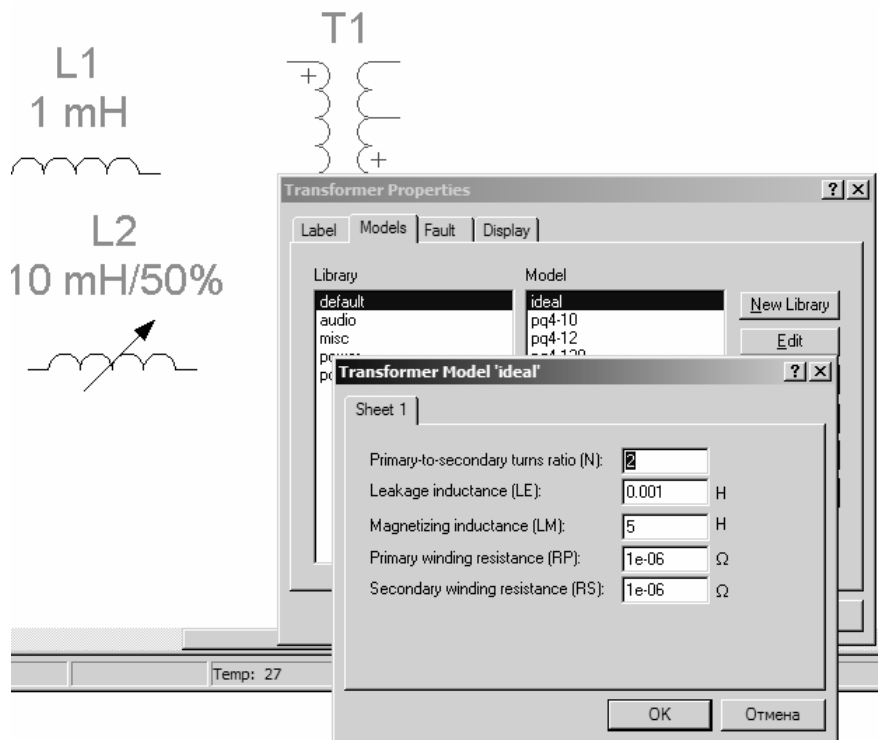 T1
L1
1 mH
+
+
L2
10 mH/50%
Transformer Properties
Label Models Fault Display
Library Model
default ideal New Library
audio pq4-10
misc pq4-12 Edit
Transformer Model 'ideal'
Sheet 1
Primary-to-secondary turns ratio (N): 2
Leakage inductance (LE): 0.001 H
Magnetizing inductance (LM): 5 H
Primary winding resistance (RP): 1e-06 Ω
Secondary winding resistance (RS): 1e-06 Ω
Temp: 27
OK Отмена